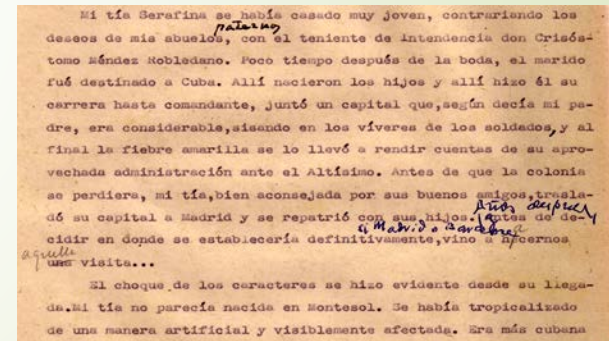 Mi tía Serafina se había casado muy joven, contrariando los
paternos
deseos de mis abuelos, con el teniente de Intendencia don Crisós-
tomo Méndez Robledano. Poco tiempo después de la boda, el marido
fué destinado a Cuba. Allí nacieron los hijos y allí hizo él su
carrera hasta comandante, juntó un capital que,según decía mi pa-
dre, era considerable,sisando en los víveres de los soldados, y al
final la fiebre amarilla se lo llevó a rendir cuentas de su apro-
vechada administración ante el Altísimo. Antes de que la colonia
se perdiera, mi tía,bien aconsejada por sus buenos amigos,trasla-
Años después
dó su capital a Madrid y se repatrió con sus hijos. Antes de de-
si Madrid o Barcelona
cidir en donde se establecería definitivamente,vino a hacernos
aquella
una visita...
El choque de los caracteres se hizo evidente desde su llega-
da.Mi tía no parecía nacida en Montesol. Se había tropicalizado
de una manera artificial y visiblemente afectada. Era más cubana